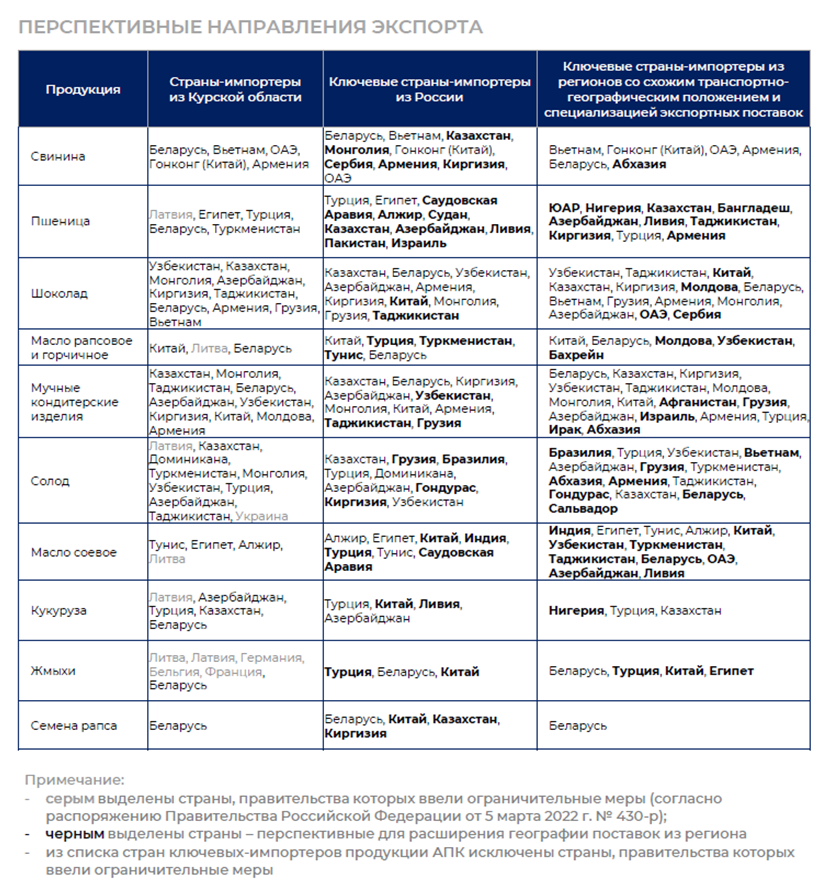 ПЕРСПЕКТИВНЫЕ НАПРАВЛЕНИЯ ЭКСПОРТА
Продукция
Страны-импортеры
из Курской области
Ключевые страны-импортеры
из России
Ключевые страны-импортеры из
регионов со схожим транспортно-
географическим положением и
специализацией экспортных поставок
Свинина
Беларусь, Вьетнам, ОАЭ,
Гонконг (Китай), Армения
Беларусь, Вьетнам, Казахстан,
Монголия, Гонконг (Китай),
Сербия, Армения, Киргизия,
ОАЭ
Вьетнам, Гонконг (Китай), ОАЭ, Армения,
Беларусь, Абхазия
Пшеница
Латвия, Египет, Турция,
Беларусь, Туркменистан
Турция, Египет, Саудовская
Аравия, Алжир, Судан,
Казахстан, Азербайджан, Ливия,
Пакистан, Израиль
ЮАР, Нигерия, Казахстан, Бангладеш,
Азербайджан, Ливия, Таджикистан,
Киргизия, Турция, Армения
Шоколад
Узбекистан, Казахстан,
Монголия, Азербайджан,
Киргизия, Таджикистан,
Беларусь, Армения, Грузия,
Вьетнам
Казахстан, Беларусь, Узбекистан,
Азербайджан, Армения,
Киргизия, Китай, Монголия,
Грузия, Таджикистан
Узбекистан, Таджикистан, Китай,
Казахстан, Киргизия, Молдова, Беларусь,
Вьетнам, Грузия, Армения, Монголия,
Азербайджан, ОАЭ, Сербия
Масло рапсовое
и горчичное
Китай, Литва, Беларусь
Китай, Турция, Туркменистан,
Тунис, Беларусь
Китай, Беларусь, Молдова, Узбекистан,
Бахрейн
Мучные
кондитерские
изделия
Казахстан, Монголия,
Таджикистан, Беларусь,
Азербайджан, Узбекистан,
Киргизия, Китай, Молдова,
Армения
Казахстан, Беларусь, Киргизия,
Азербайджан, Узбекистан,
Монголия, Китай, Армения,
Таджикистан, Грузия
Беларусь, Казахстан, Киргизия,
Узбекистан, Таджикистан, Молдова,
Монголия, Китай, Афганистан, Грузия,
Азербайджан, Израиль, Армения, Турция,
Ирак, Абхазия
Солод
Латвия, Казахстан,
Доминикана,
Туркменистан, Монголия,
Узбекистан, Турция,
Азербайджан,
Таджикистан, Украина
Казахстан, Грузия, Бразилия,
Турция, Доминикана,
Азербайджан, Гондурас,
Киргизия, Узбекистан
Бразилия, Турция, Узбекистан, Вьетнам,
Азербайджан, Грузия, Туркменистан,
Абхазия, Армения, Таджикистан,
Гондурас, Казахстан, Беларусь,
Сальвадор
Масло соевое
Тунис, Египет, Алжир,
Литва
Алжир, Египет, Китай, Индия,
Турция, Тунис, Саудовская
Аравия
Индия, Египет, Тунис, Алжир, Китай,
Узбекистан, Туркменистан,
Таджикистан, Беларусь, ОАЭ,
Азербайджан, Ливия
Кукуруза
Латвия, Азербайджан,
Турция, Казахстан,
Беларусь
Турция, Китай, Ливия,
Азербайджан
Нигерия, Турция, Казахстан
Жмыхи
Литва, Латвия, Германия,
Бельгия, Франция,
Беларусь
Турция, Беларусь, Китай
Беларусь, Турция, Китай, Египет
Семена рапса
Беларусь
Беларусь, Китай, Казахстан,
Киргизия
Беларусь
Примечание:
- серым выделены страны, правительства которых ввели ограничительные меры (согласно
распоряжению Правительства Российской Федерации от 5 марта 2022 г. № 430-р);
- черным выделены страны – перспективные для расширения географии поставок из региона
- из списка стран ключевых-импортеров продукции АПК исключены страны, правительства которых
ввели ограничительные меры